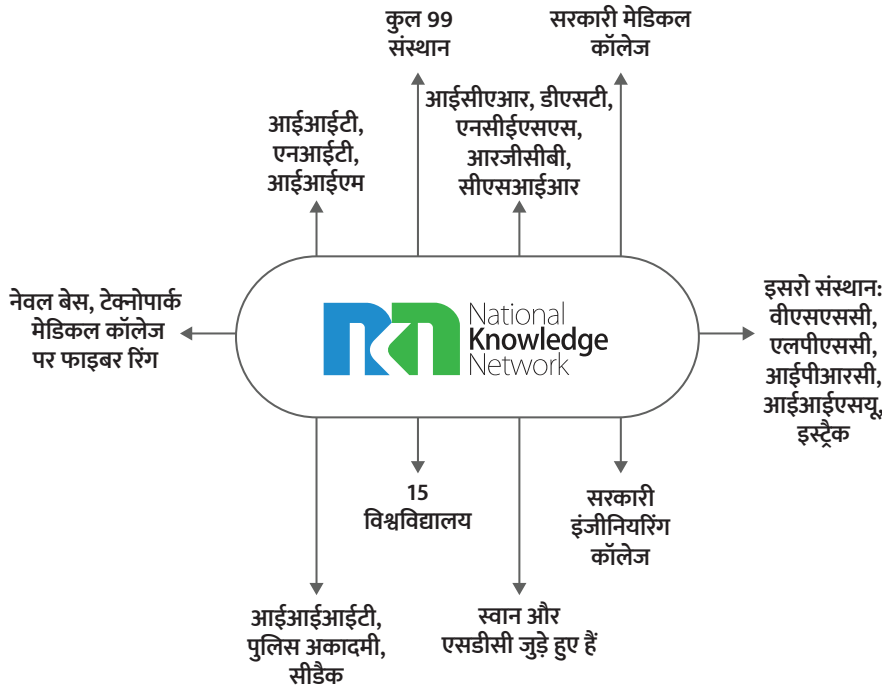 कुल 99
संस्थान
सरकारी मेडिकल
कॉलेज
आईआईटी,
एनआईटी,
आईआईएम
आईसीएआर, डीएसटी,
एनसीईएसएस,
आरजीसीबी,
सीएसआईआर
नेवल बेस, टेक्नोपार्क
मेडिकल कॉलेज
पर फाइबर रिंग
National
Knowledge
Network
इसरो संस्थान:
वीएसएससी,
एलपीएससी,
आईपीआरसी,
आईआईएसयू,
इस्ट्रैक
15
विश्वविद्यालय
सरकारी
इंजीनियरिंग
कॉलेज
आईआईआईटी,
पुलिस अकादमी,
सीडैक
स्वान और
एसडीसी जुड़े हुए हैं